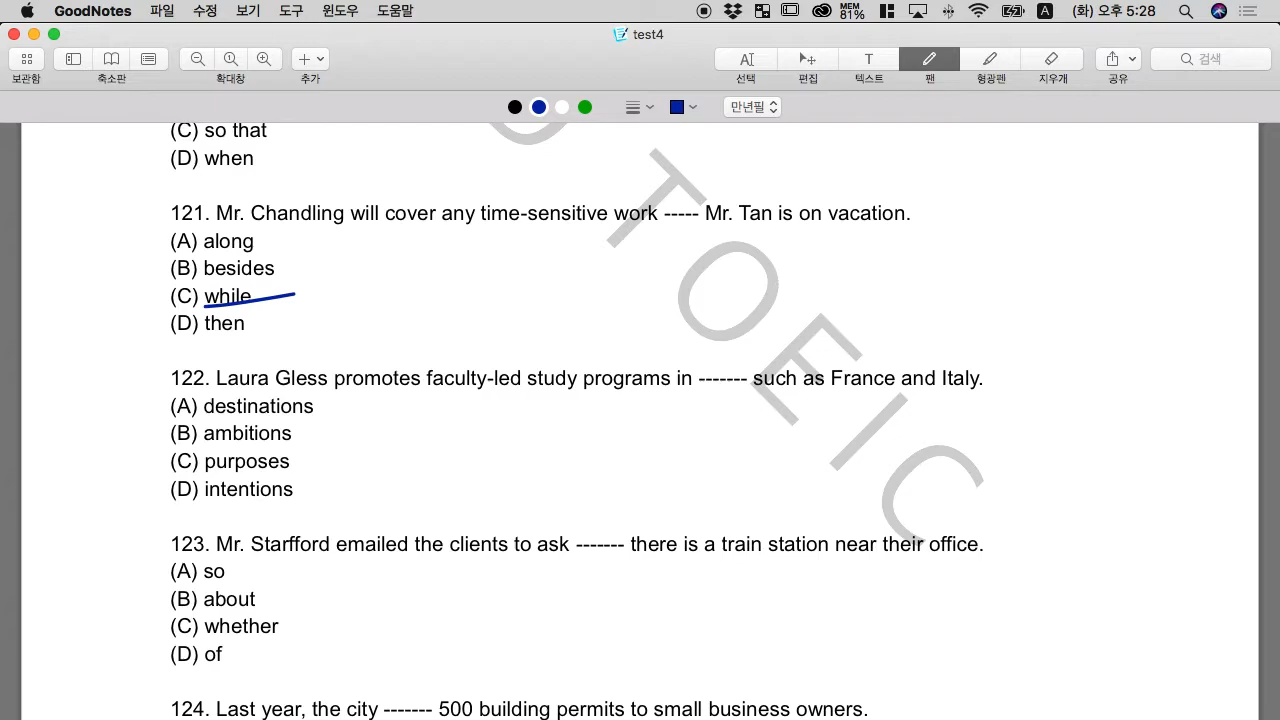 GoodNotes 파일 수정 보기 도구 윈도우 도움말 MEM 81% A (화) 오후 5:28
test4
보관함 축소판 확대창 추가 선택 편집 텍스트 펜 형광펜 지우개 공유 검색
만년필
(C) so that
(D) when
121. Mr. Chandling will cover any time-sensitive work ----- Mr. Tan is on vacation.
(A) along
(B) besides
(C) while
(D) then
122. Laura Gless promotes faculty-led study programs in ------- such as France and Italy.
(A) destinations
(B) ambitions
(C) purposes
(D) intentions
123. Mr. Starfford emailed the clients to ask ------- there is a train station near their office.
(A) so
(B) about
(C) whether
(D) of
124. Last year, the city ------- 500 building permits to small business owners.
TOEIC